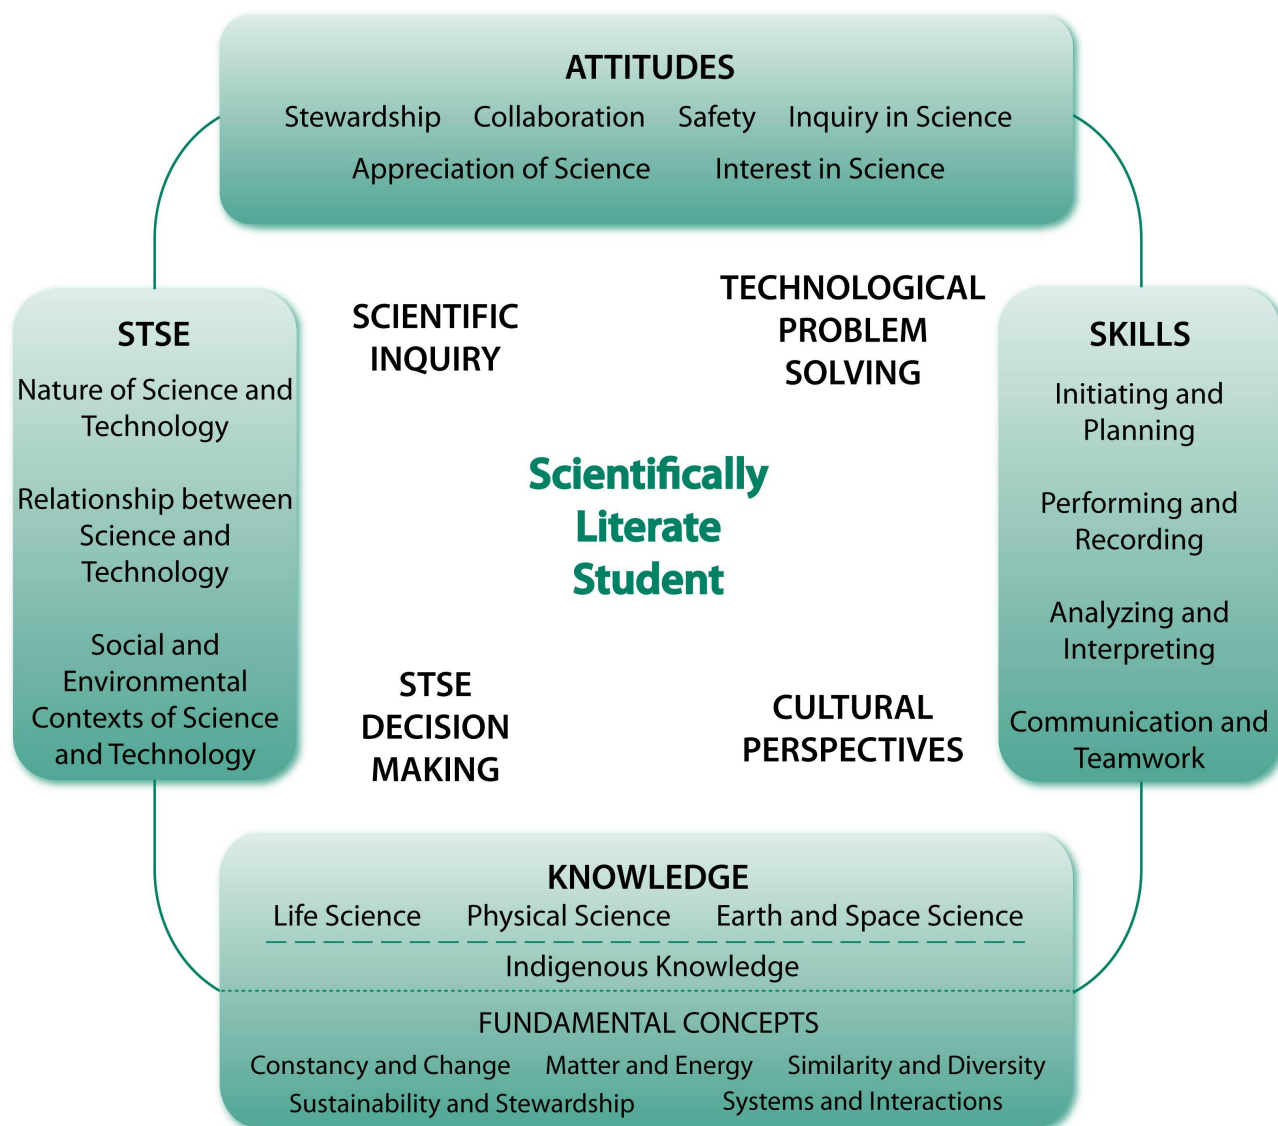 ATTITUDES
Stewardship Collaboration Safety Inquiry in Science
Appreciation of Science Interest in Science
STSE
Nature of Science and
Technology
Relationship between
Science and
Technology
Social and
Environmental
Contexts of Science
and Technology
SCIENTIFIC
INQUIRY
TECHNOLOGICAL
PROBLEM
SOLVING
Scientifically
Literate
Student
STSE
DECISION
MAKING
CULTURAL
PERSPECTIVES
SKILLS
Initiating and
Planning
Performing and
Recording
Analyzing and
Interpreting
Communication and
Teamwork
KNOWLEDGE
Life Science Physical Science Earth and Space Science
Indigenous Knowledge
FUNDAMENTAL CONCEPTS
Constancy and Change Matter and Energy Similarity and Diversity
Sustainability and Stewardship Systems and Interactions